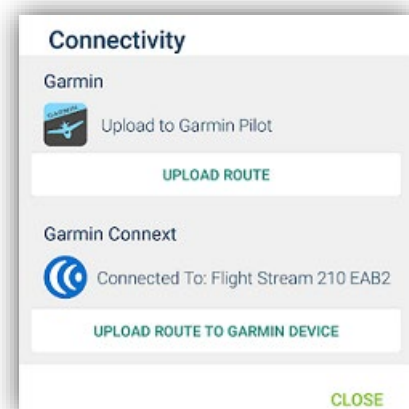 Connectivity
Garmin
GARMIN
Upload to Garmin Pilot
UPLOAD ROUTE
Garmin Connext
Connected To: Flight Stream 210 EAB2
UPLOAD ROUTE TO GARMIN DEVICE
CLOSE